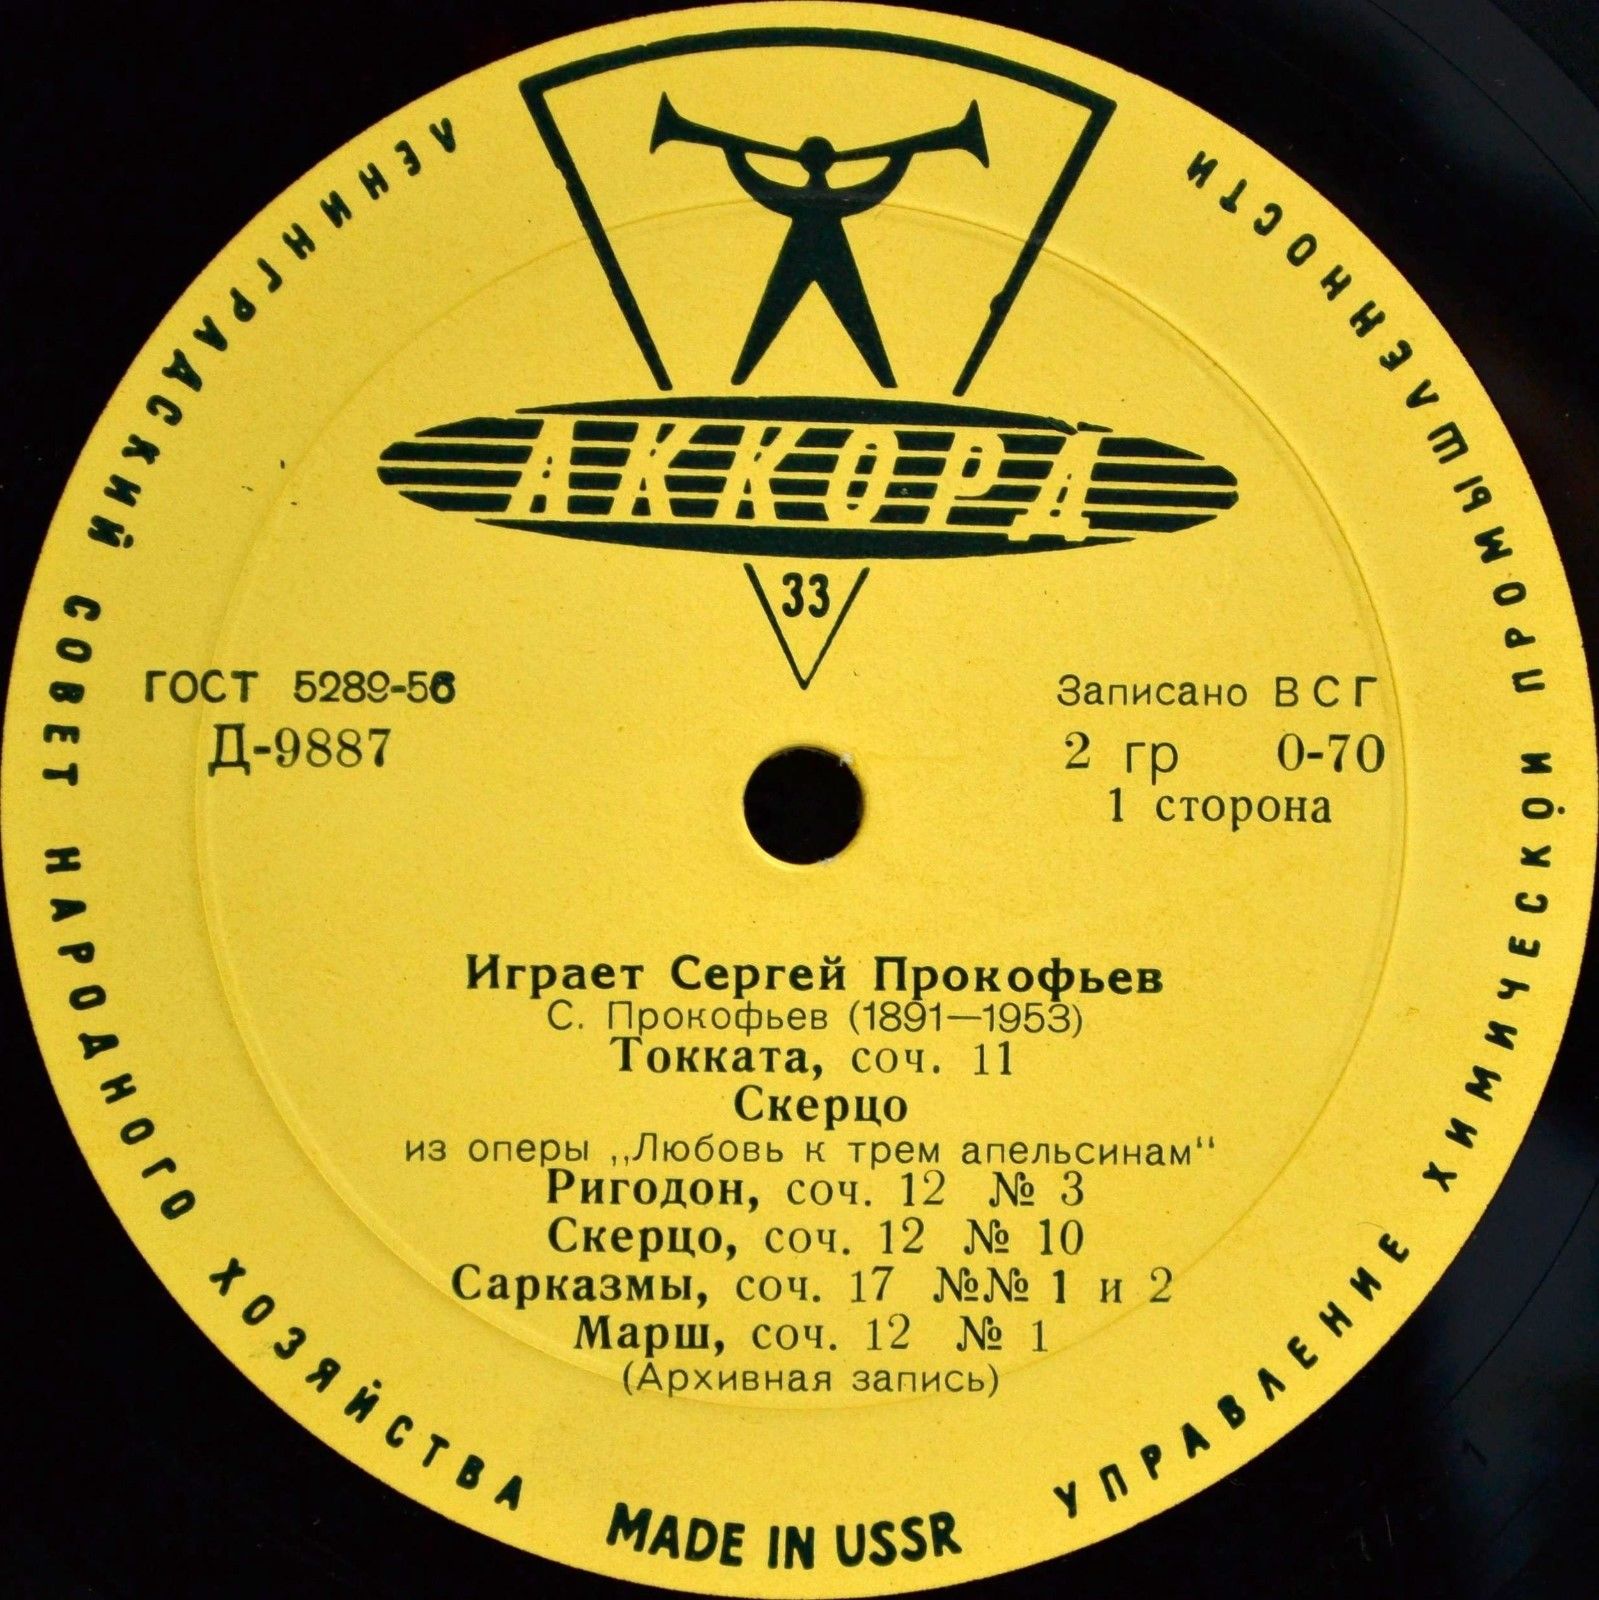 ЛЕНИНГРАДСКИЙ СОВЕТ НАРОДНОГО ХОЗЯЙСТВА
УПРАВЛЕНИЕ ХИМИЧЕСКОЙ ПРОМЫШЛЕННОСТИ
АККОРД
33
ГОСТ 5289-56
Д-9887
Записано ВСГ
2 гр 0-70
1 сторона
Играет Сергей Прокофьев
С. Прокофьев (1891—1953)
Токката, соч. 11
Скерцо
из оперы „Любовь к трем апельсинам"
Ригодон, соч. 12 № 3
Скерцо, соч. 12 № 10
Сарказмы, соч. 17 №№ 1 и 2
Марш, соч. 12 № 1
(Архивная запись)
MADE IN USSR